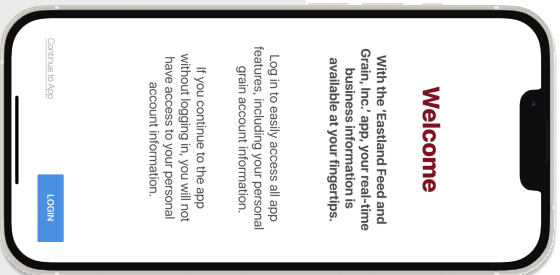 Welcome
With the 'Eastland Feed and
Grain, Inc.' app, your real-time
business information is
available at your fingertips.
Log in to easily access all app
features, including your personal
grain account information.
If you continue to the app
without logging in, you will not
have access to your personal
account information.
Continue to App
LOGIN